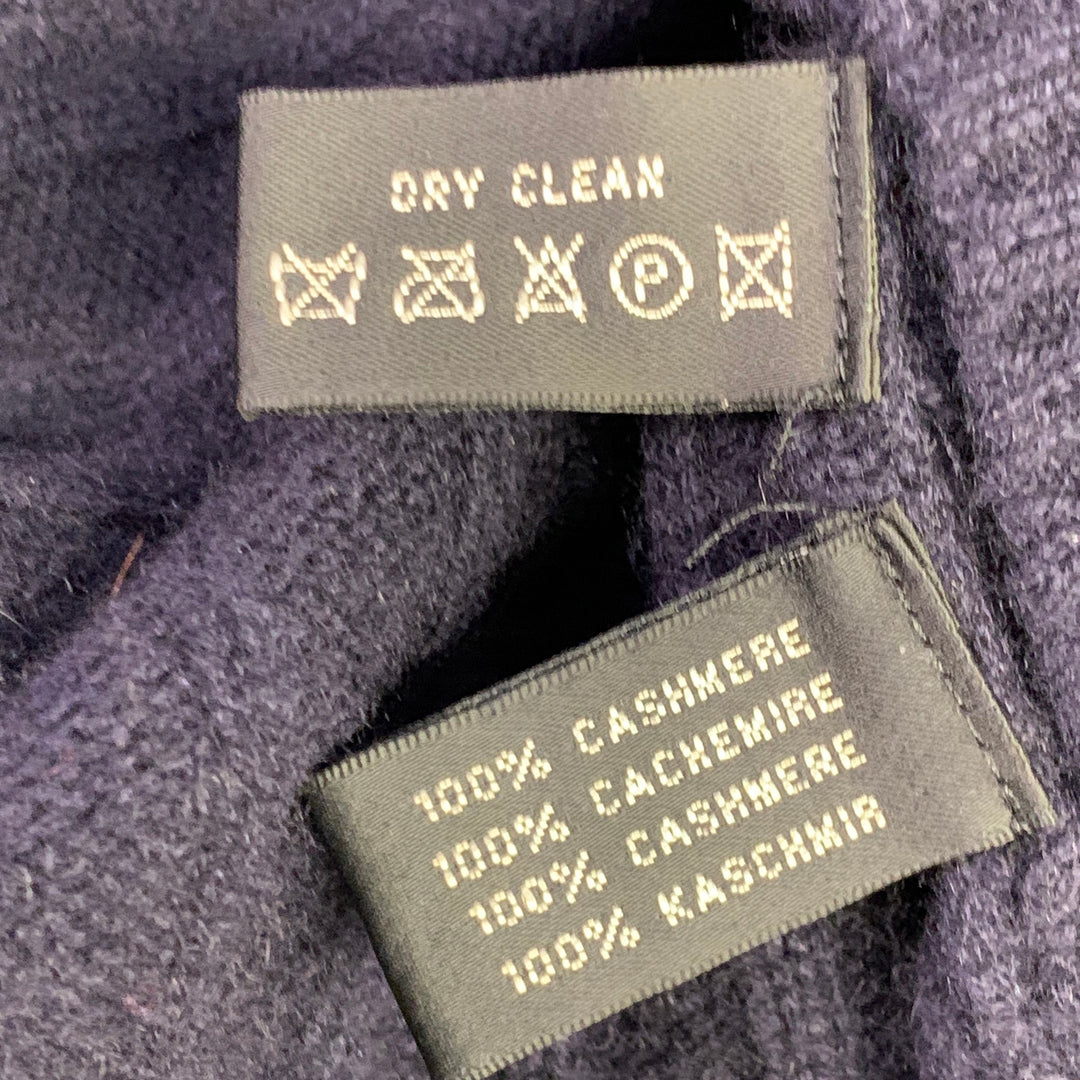 DRY CLEAN
P
100% CASHMERE
100% CACHEMIRE
100% CASHMERE
100% KASCHMIR